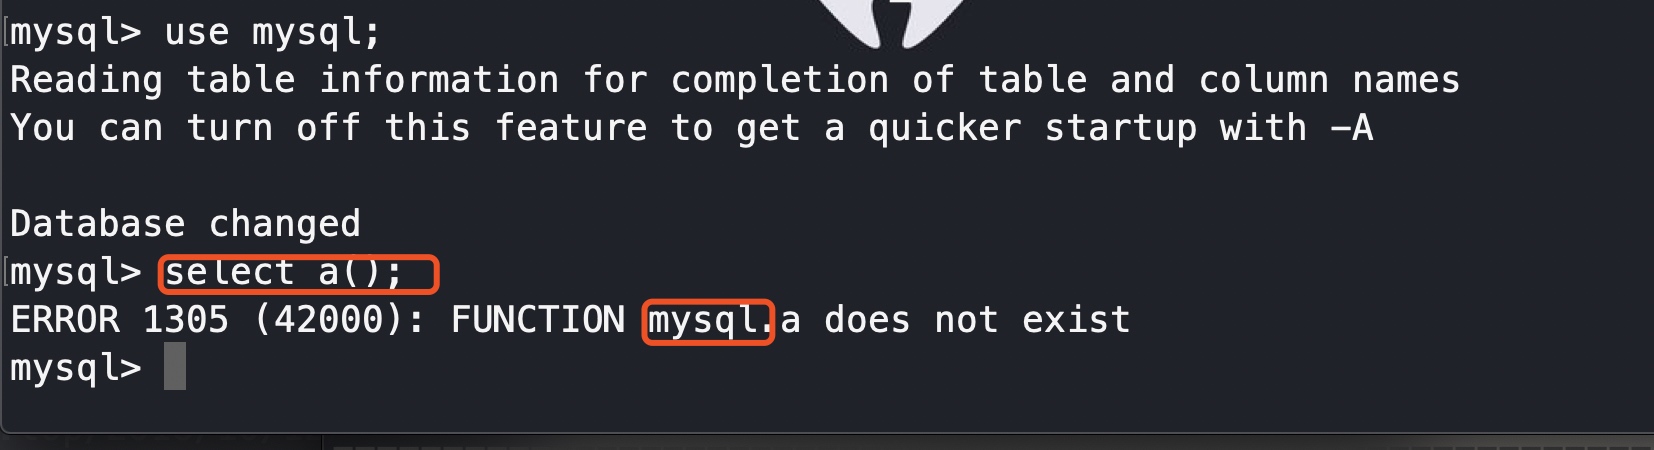 mysql> use mysql;
Reading table information for completion of table and column names
You can turn off this feature to get a quicker startup with -A
Database changed
mysql> select a();
ERROR 1305 (42000): FUNCTION mysql.a does not exist
mysql>